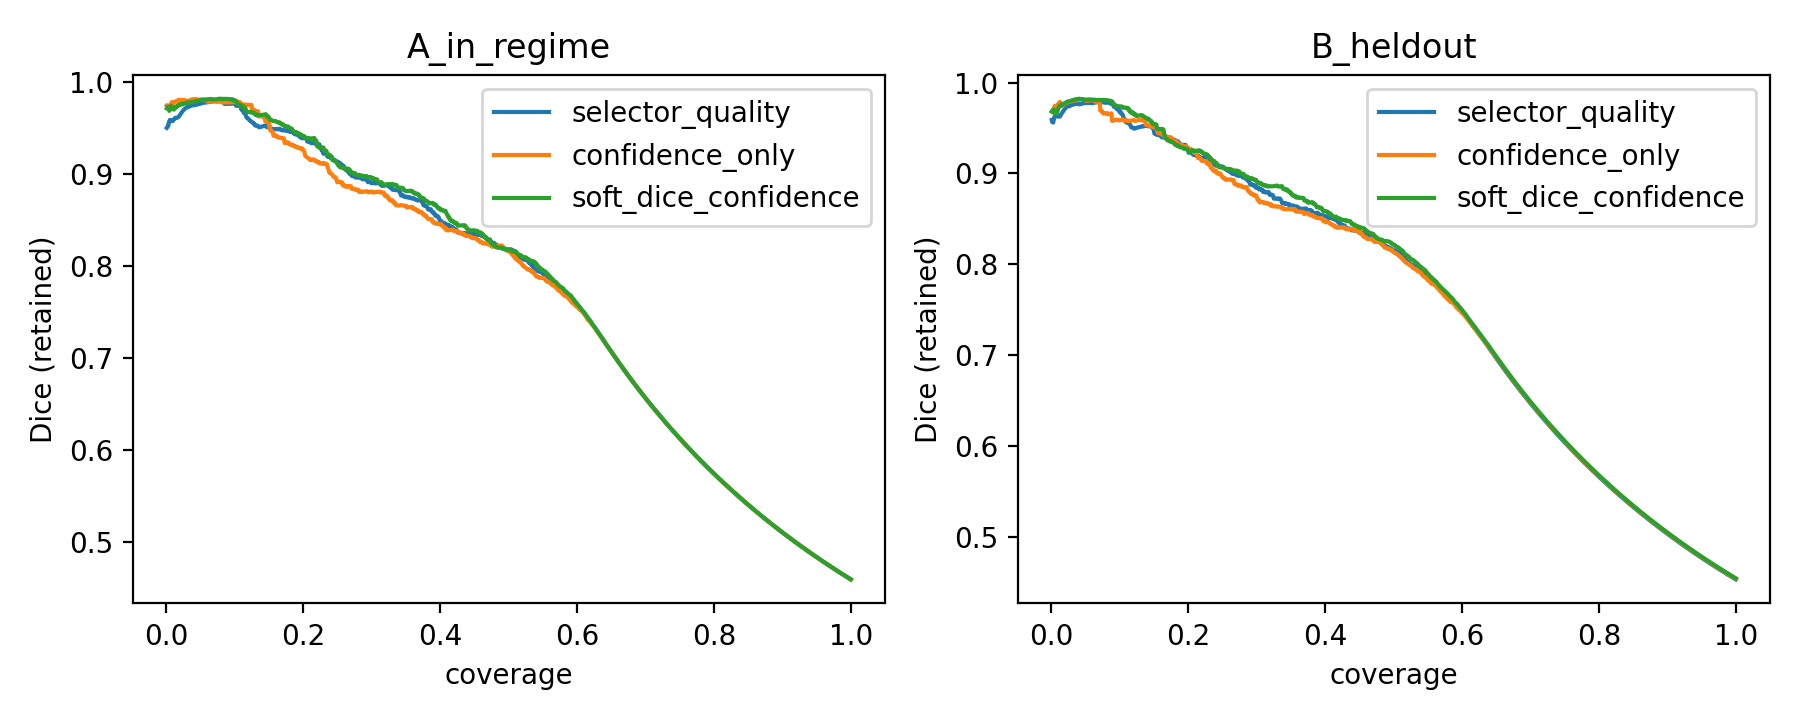 A_in_regime
1.0
0.9
0.8
0.7
0.6
0.5
Dice (retained)
selector_quality
confidence_only
soft_dice_confidence
0.0 0.2 0.4 0.6 0.8 1.0
coverage
B_heldout
1.0
0.9
0.8
0.7
0.6
0.5
Dice (retained)
selector_quality
confidence_only
soft_dice_confidence
0.0 0.2 0.4 0.6 0.8 1.0
coverage